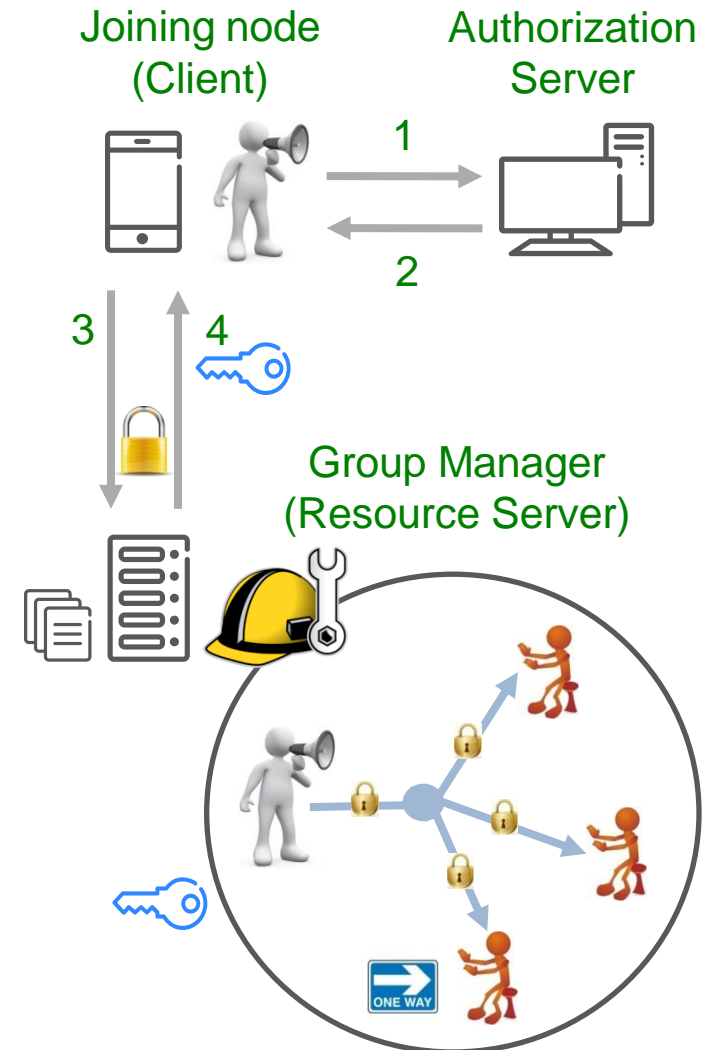 Joining node
(Client)
Authorization
Server
1
2
3
4
Group Manager
(Resource Server)
ONE WAY